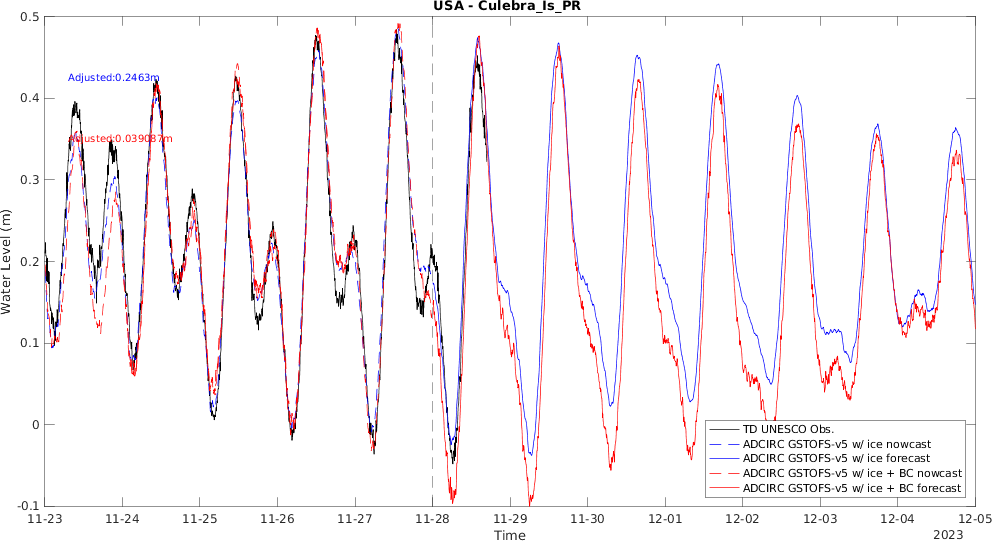 USA - Culebra_Is_PR
0.5
0.4
0.3
0.2
0.1
0
-0.1
Water Level (m)
Adjusted:0.2463m
Adjusted:0.039087m
TD UNESCO Obs.
ADCIRC GSTOFS-v5 w/ ice nowcast
ADCIRC GSTOFS-v5 w/ ice forecast
ADCIRC GSTOFS-v5 w/ ice + BC nowcast
ADCIRC GSTOFS-v5 w/ ice + BC forecast
11-23 11-24 11-25 11-26 11-27 11-28 11-29 11-30 12-01 12-02 12-03 12-04 12-05
Time
2023